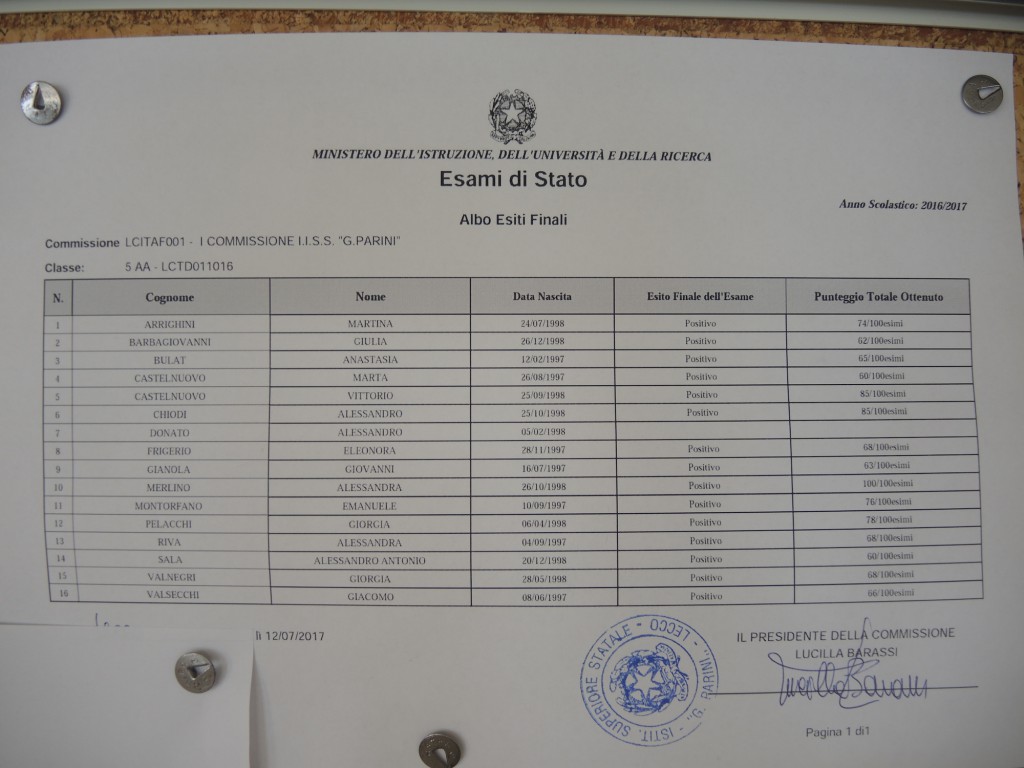 MINISTERO DELL'ISTRUZIONE, DELL'UNIVERSITÀ E DELLA RICERCA
Esami di Stato
Anno Scolastico: 2016/2017
Albo Esiti Finali
Commissione LCITAF001 - I COMMISSIONE I.I.S.S. "G.PARINI"
Classe: 5 AA - LCTD011016
N. Cognome Nome Data Nascita Esito Finale dell'Esame Punteggio Totale Ottenuto
1 ARRIGHINI MARTINA 24/07/1998 Positivo 74/100esimi
2 BARBAGIOVANNI GIULIA 26/12/1998 Positivo 62/100esimi
3 BULAT ANASTASIA 12/02/1997 Positivo 65/100esimi
4 CASTELNUOVO MARTA 26/08/1997 Positivo 60/100esimi
5 CASTELNUOVO VITTORIO 25/09/1998 Positivo 85/100esimi
6 CHIODI ALESSANDRO 25/10/1998 Positivo 85/100esimi
7 DONATO ALESSANDRO 05/02/1998
8 FRIGERIO ELEONORA 28/11/1997 Positivo 68/100esimi
9 GIANOLA GIOVANNI 16/07/1997 Positivo 63/100esimi
10 MERLINO ALESSANDRA 26/10/1998 Positivo 100/100esimi
11 MONTORFANO EMANUELE 10/09/1997 Positivo 76/100esimi
12 PELACCHI GIORGIA 06/04/1998 Positivo 78/100esimi
13 RIVA ALESSANDRA 04/09/1997 Positivo 68/100esimi
14 SALA ALESSANDRO ANTONIO 20/12/1998 Positivo 60/100esimi
15 VALNEGRI GIORGIA 28/05/1998 Positivo 68/100esimi
16 VALSECCHI GIACOMO 08/06/1997 Positivo 66/100esimi
lì 12/07/2017
ISTIT. SUPERIORE STATALE - LECCO - "G. PARINI" -
IL PRESIDENTE DELLA COMMISSIONE
LUCILLA BARASSI
Lucilla Barassi
Pagina 1 di1